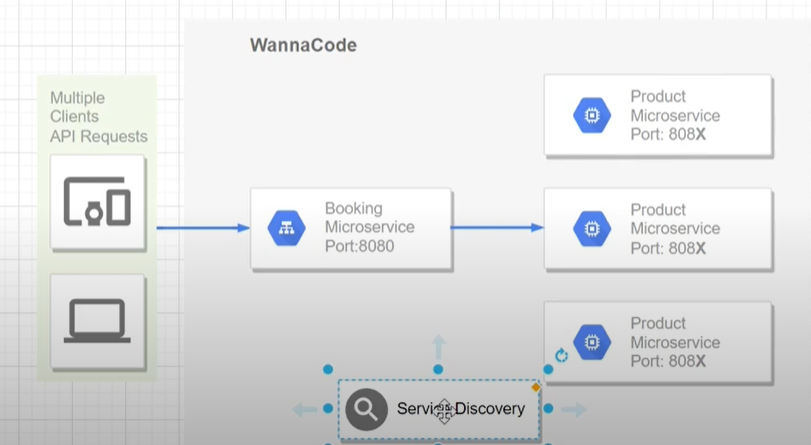 WannaCode
Multiple
Clients
API Requests
Booking
Microservice
Port:8080
Product
Microservice
Port: 808X
Product
Microservice
Port: 808X
Product
Microservice
Port: 808X
Service Discovery